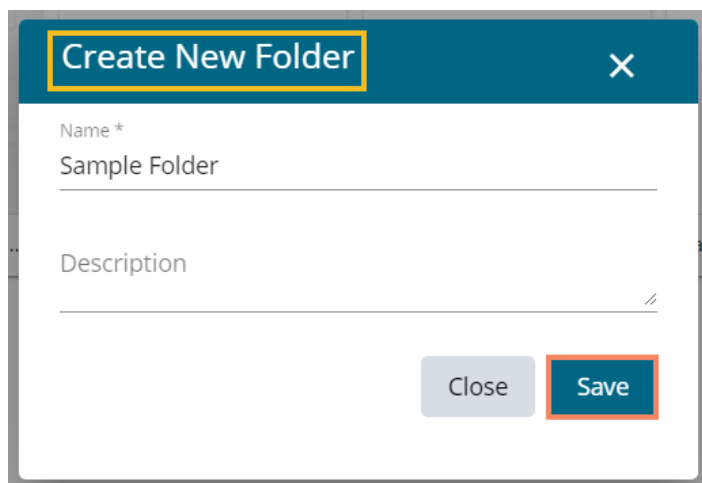 Create New Folder
Name *
Sample Folder
Description
Close Save